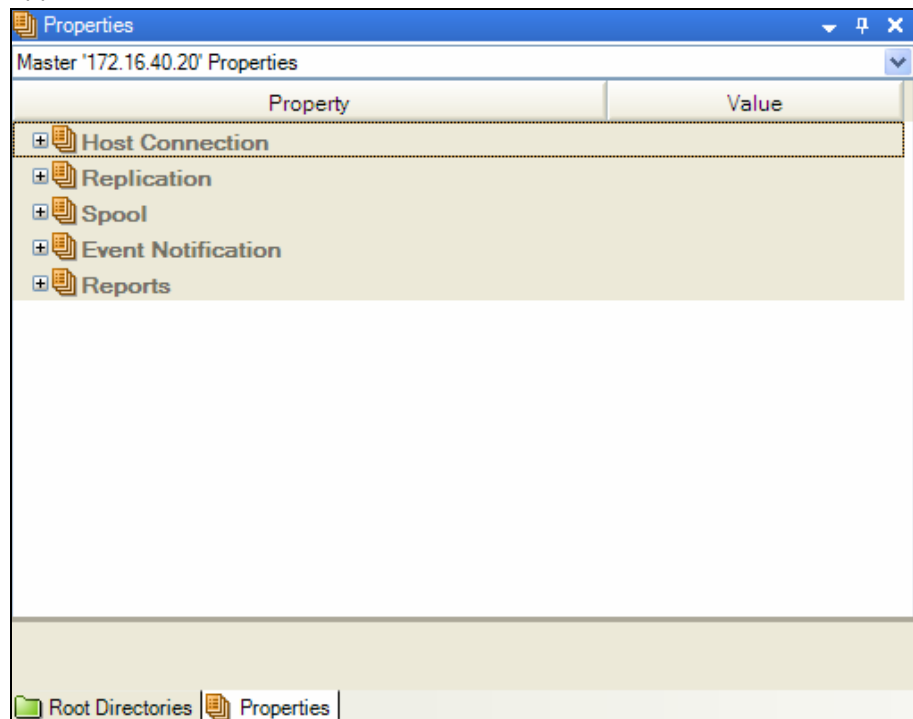 Properties
Master '172.16.40.20' Properties
Property Value
Host Connection
Replication
Spool
Event Notification
Reports
Root Directories Properties